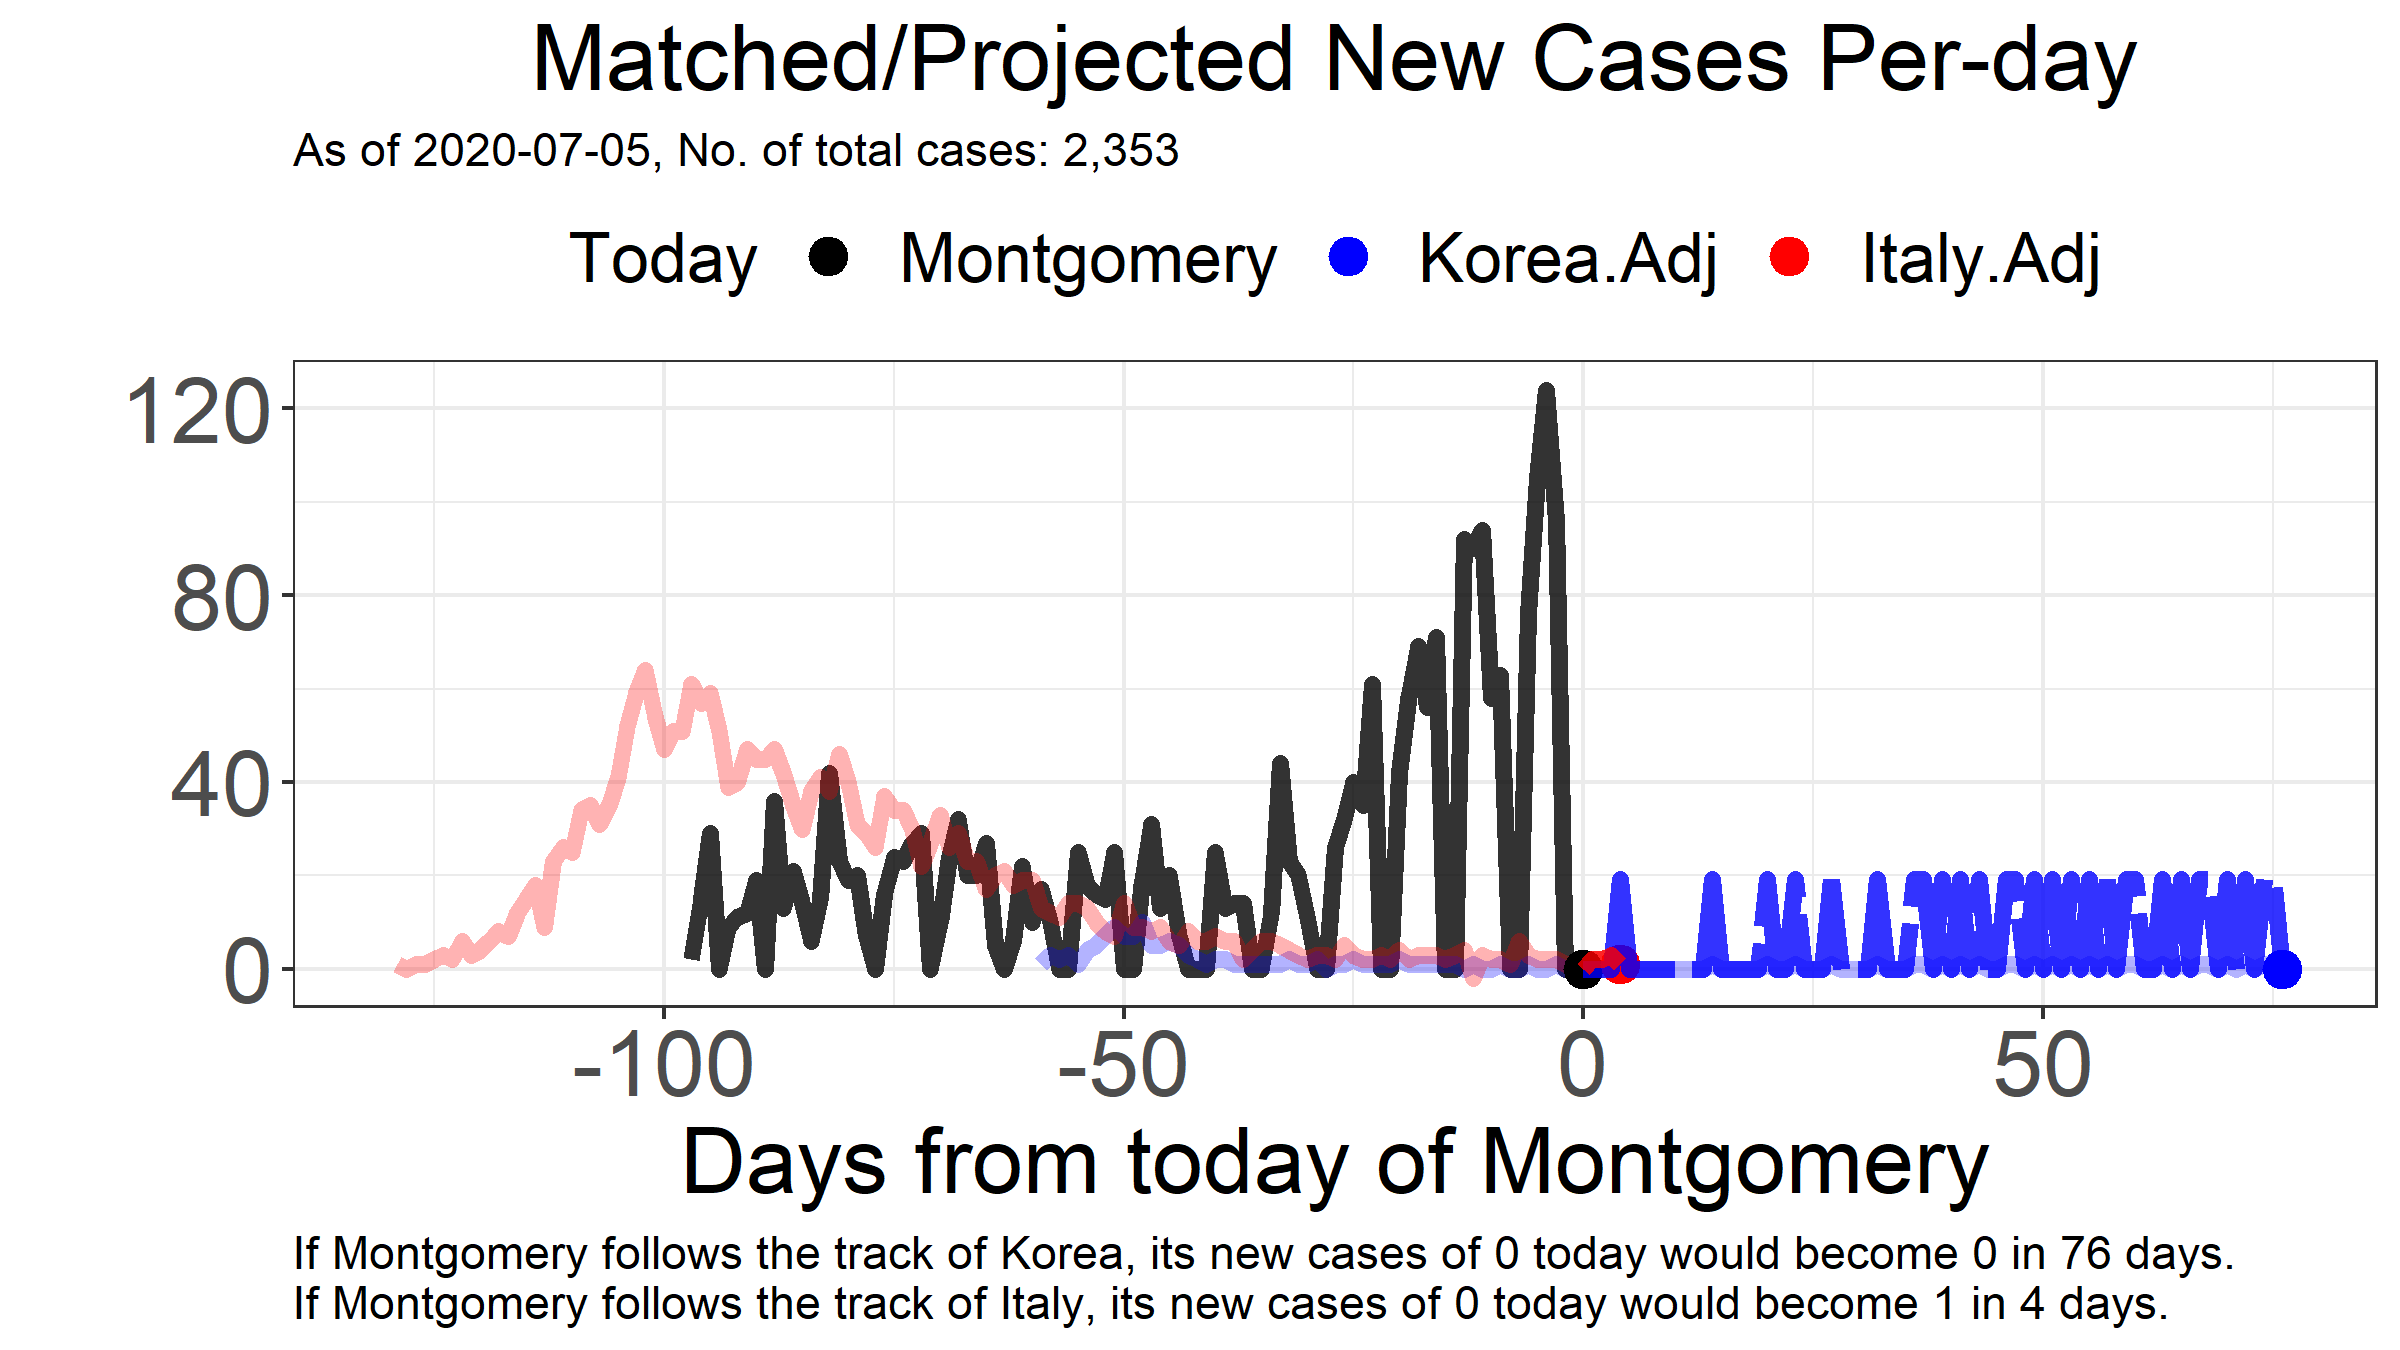 Matched/Projected New Cases Per-day
As of 2020-07-05, No. of total cases: 2,353
Today Montgomery Korea.Adj Italy.Adj
120
80
40
0
-100 -50 0 50
Days from today of Montgomery
If Montgomery follows the track of Korea, its new cases of 0 today would become 0 in 76 days.
If Montgomery follows the track of Italy, its new cases of 0 today would become 1 in 4 days.